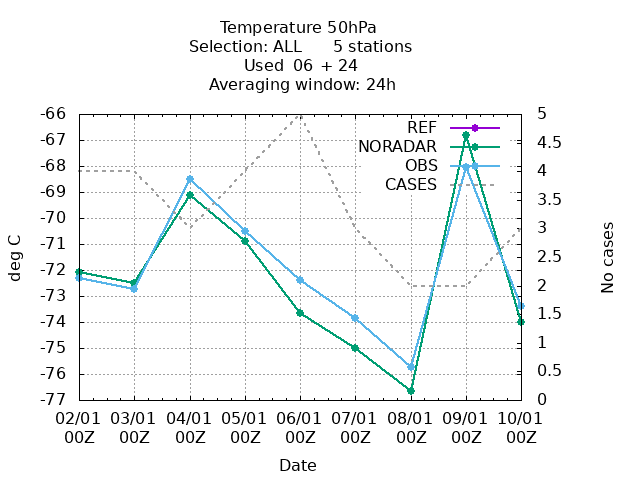 Temperature 50hPa
Selection: ALL 5 stations
Used 06 + 24
Averaging window: 24h
-66
-67
-68
-69
-70
-71
-72
-73
-74
-75
-76
-77
deg C
REF
NORADAR
OBS
CASES
5
4.5
4
3.5
3
2.5
2
1.5
1
0.5
0
No cases
02/01 03/01 04/01 05/01 06/01 07/01 08/01 09/01 10/01
00Z 00Z 00Z 00Z 00Z 00Z 00Z 00Z 00Z
Date